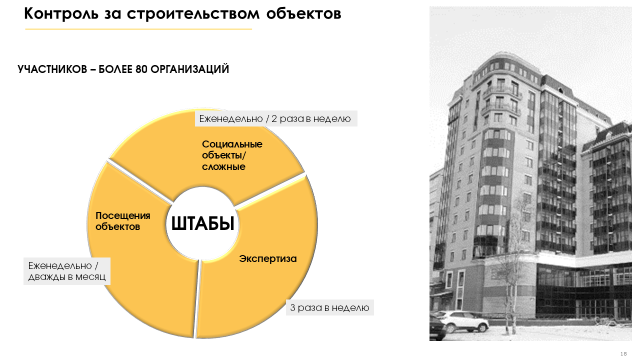 Контроль за строительством объектов
УЧАСТНИКОВ – БОЛЕЕ 80 ОРГАНИЗАЦИЙ
Еженедельно / 2 раза в неделю
Социальные
объекты/
сложные
Посещения
объектов
ШТАБЫ
Экспертиза
Еженедельно /
дважды в месяц
3 раза в неделю
18